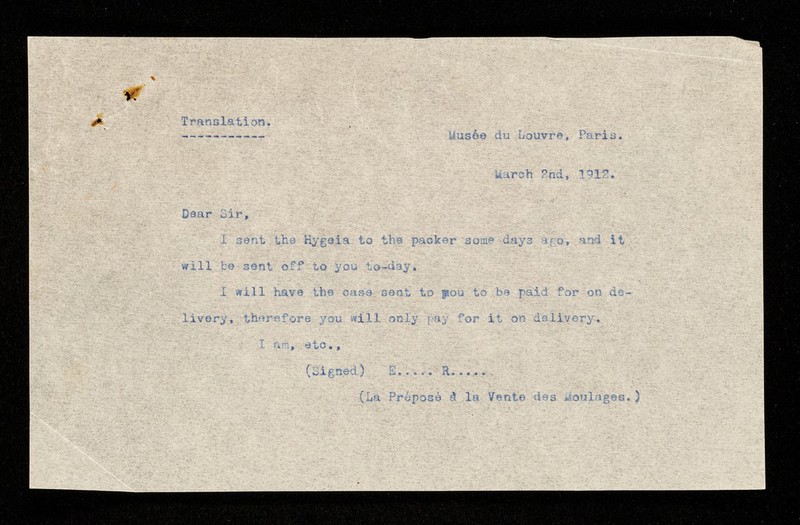 Translation.
-----------
Musée du Louvre, Paris.
March 2nd, 1912.
Dear Sir,
I sent the Hygeia to the packer some days ago, and it
will be sent off to you to-day.
I will have the case sent to you to be paid for on de-
livery, therefore you will only pay for it on delivery.
I am, etc.,
(Signed) E..... R.....
(La Préposé à la Vente des Moulages.)